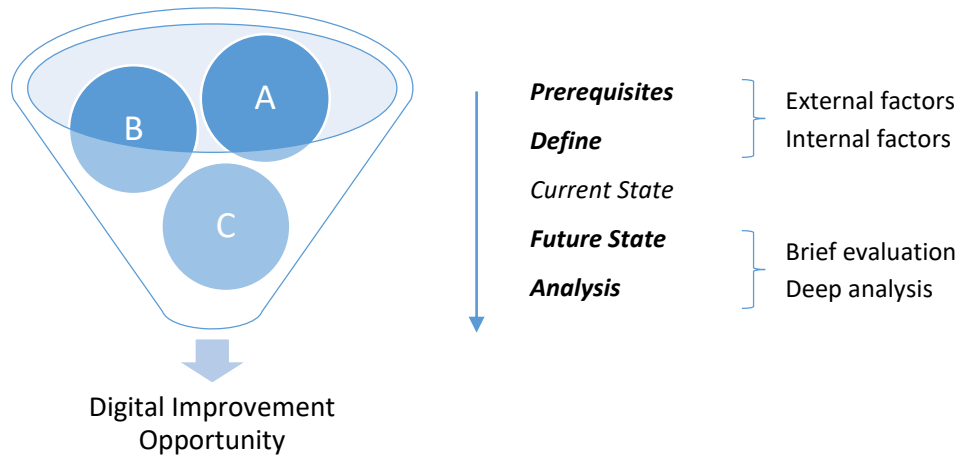 A
B
C
Digital Improvement
Opportunity
Prerequisites
Define
Current State
Future State
Analysis
External factors
Internal factors
Brief evaluation
Deep analysis